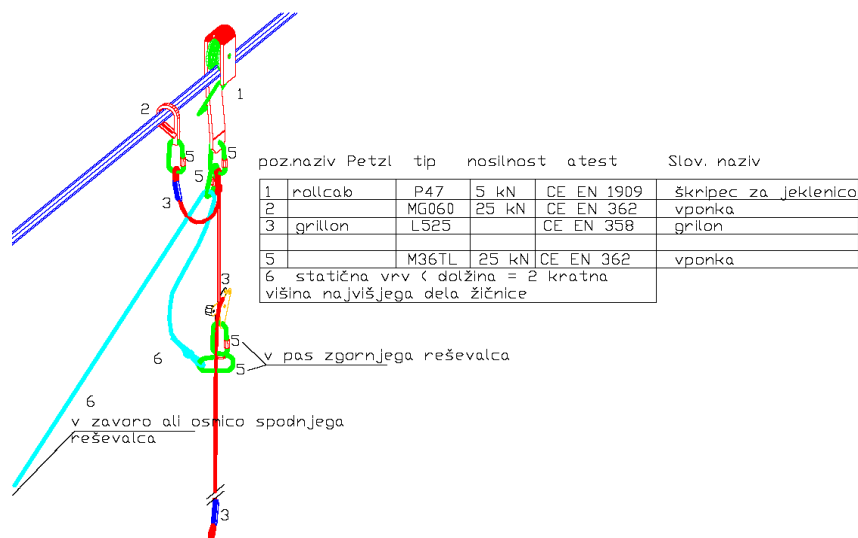 2
1
5
5
5
3
poz.naziv Petzl tip nosilnost atest Slov. naziv
1 rollcab P47 5 kN CE EN 1909 škripec za jeklenico
2 MG060 25 kN CE EN 362 vponka
3 grillon L525 CE EN 358 grilon
5 M36TL 25 kN CE EN 362 vponka
6 statična vrv ( dolžina = 2 kratna
višina najvišjega dela žičnice
3
5
6
5
v pas zgornjega reševalca
6
v zavoro ali osnico spodnjega
reševalca
3